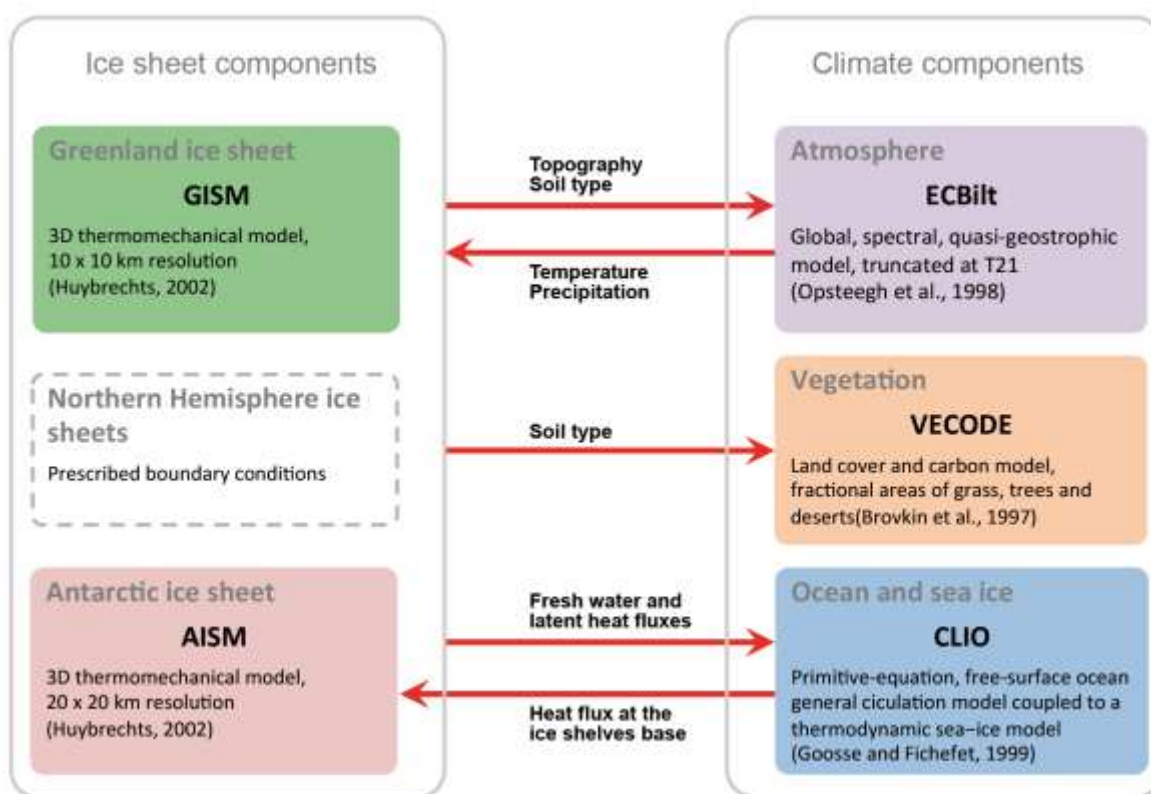 Ice sheet components
Greenland ice sheet
GISM
3D thermomechanical model,
10 x 10 km resolution
(Huybrechts, 2002)
Northern Hemisphere ice
sheets
Prescribed boundary conditions
Antarctic ice sheet
AISM
3D thermomechanical model,
20 x 20 km resolution
(Huybrechts, 2002)
Topography
Soil type
Temperature
Precipitation
Soil type
Fresh water and
latent heat fluxes
Heat flux at the
ice shelves base
Climate components
Atmosphere
ECBilt
Global, spectral, quasi-geostrophic
model, truncated at T21
(Opsteegh et al., 1998)
Vegetation
VECODE
Land cover and carbon model,
fractional areas of grass, trees and
deserts(Brovkin et al., 1997)
Ocean and sea ice
CLIO
Primitive-equation, free-surface ocean
general ciculation model coupled to a
thermodynamic sea–ice model
(Goosse and Fichefet, 1999)